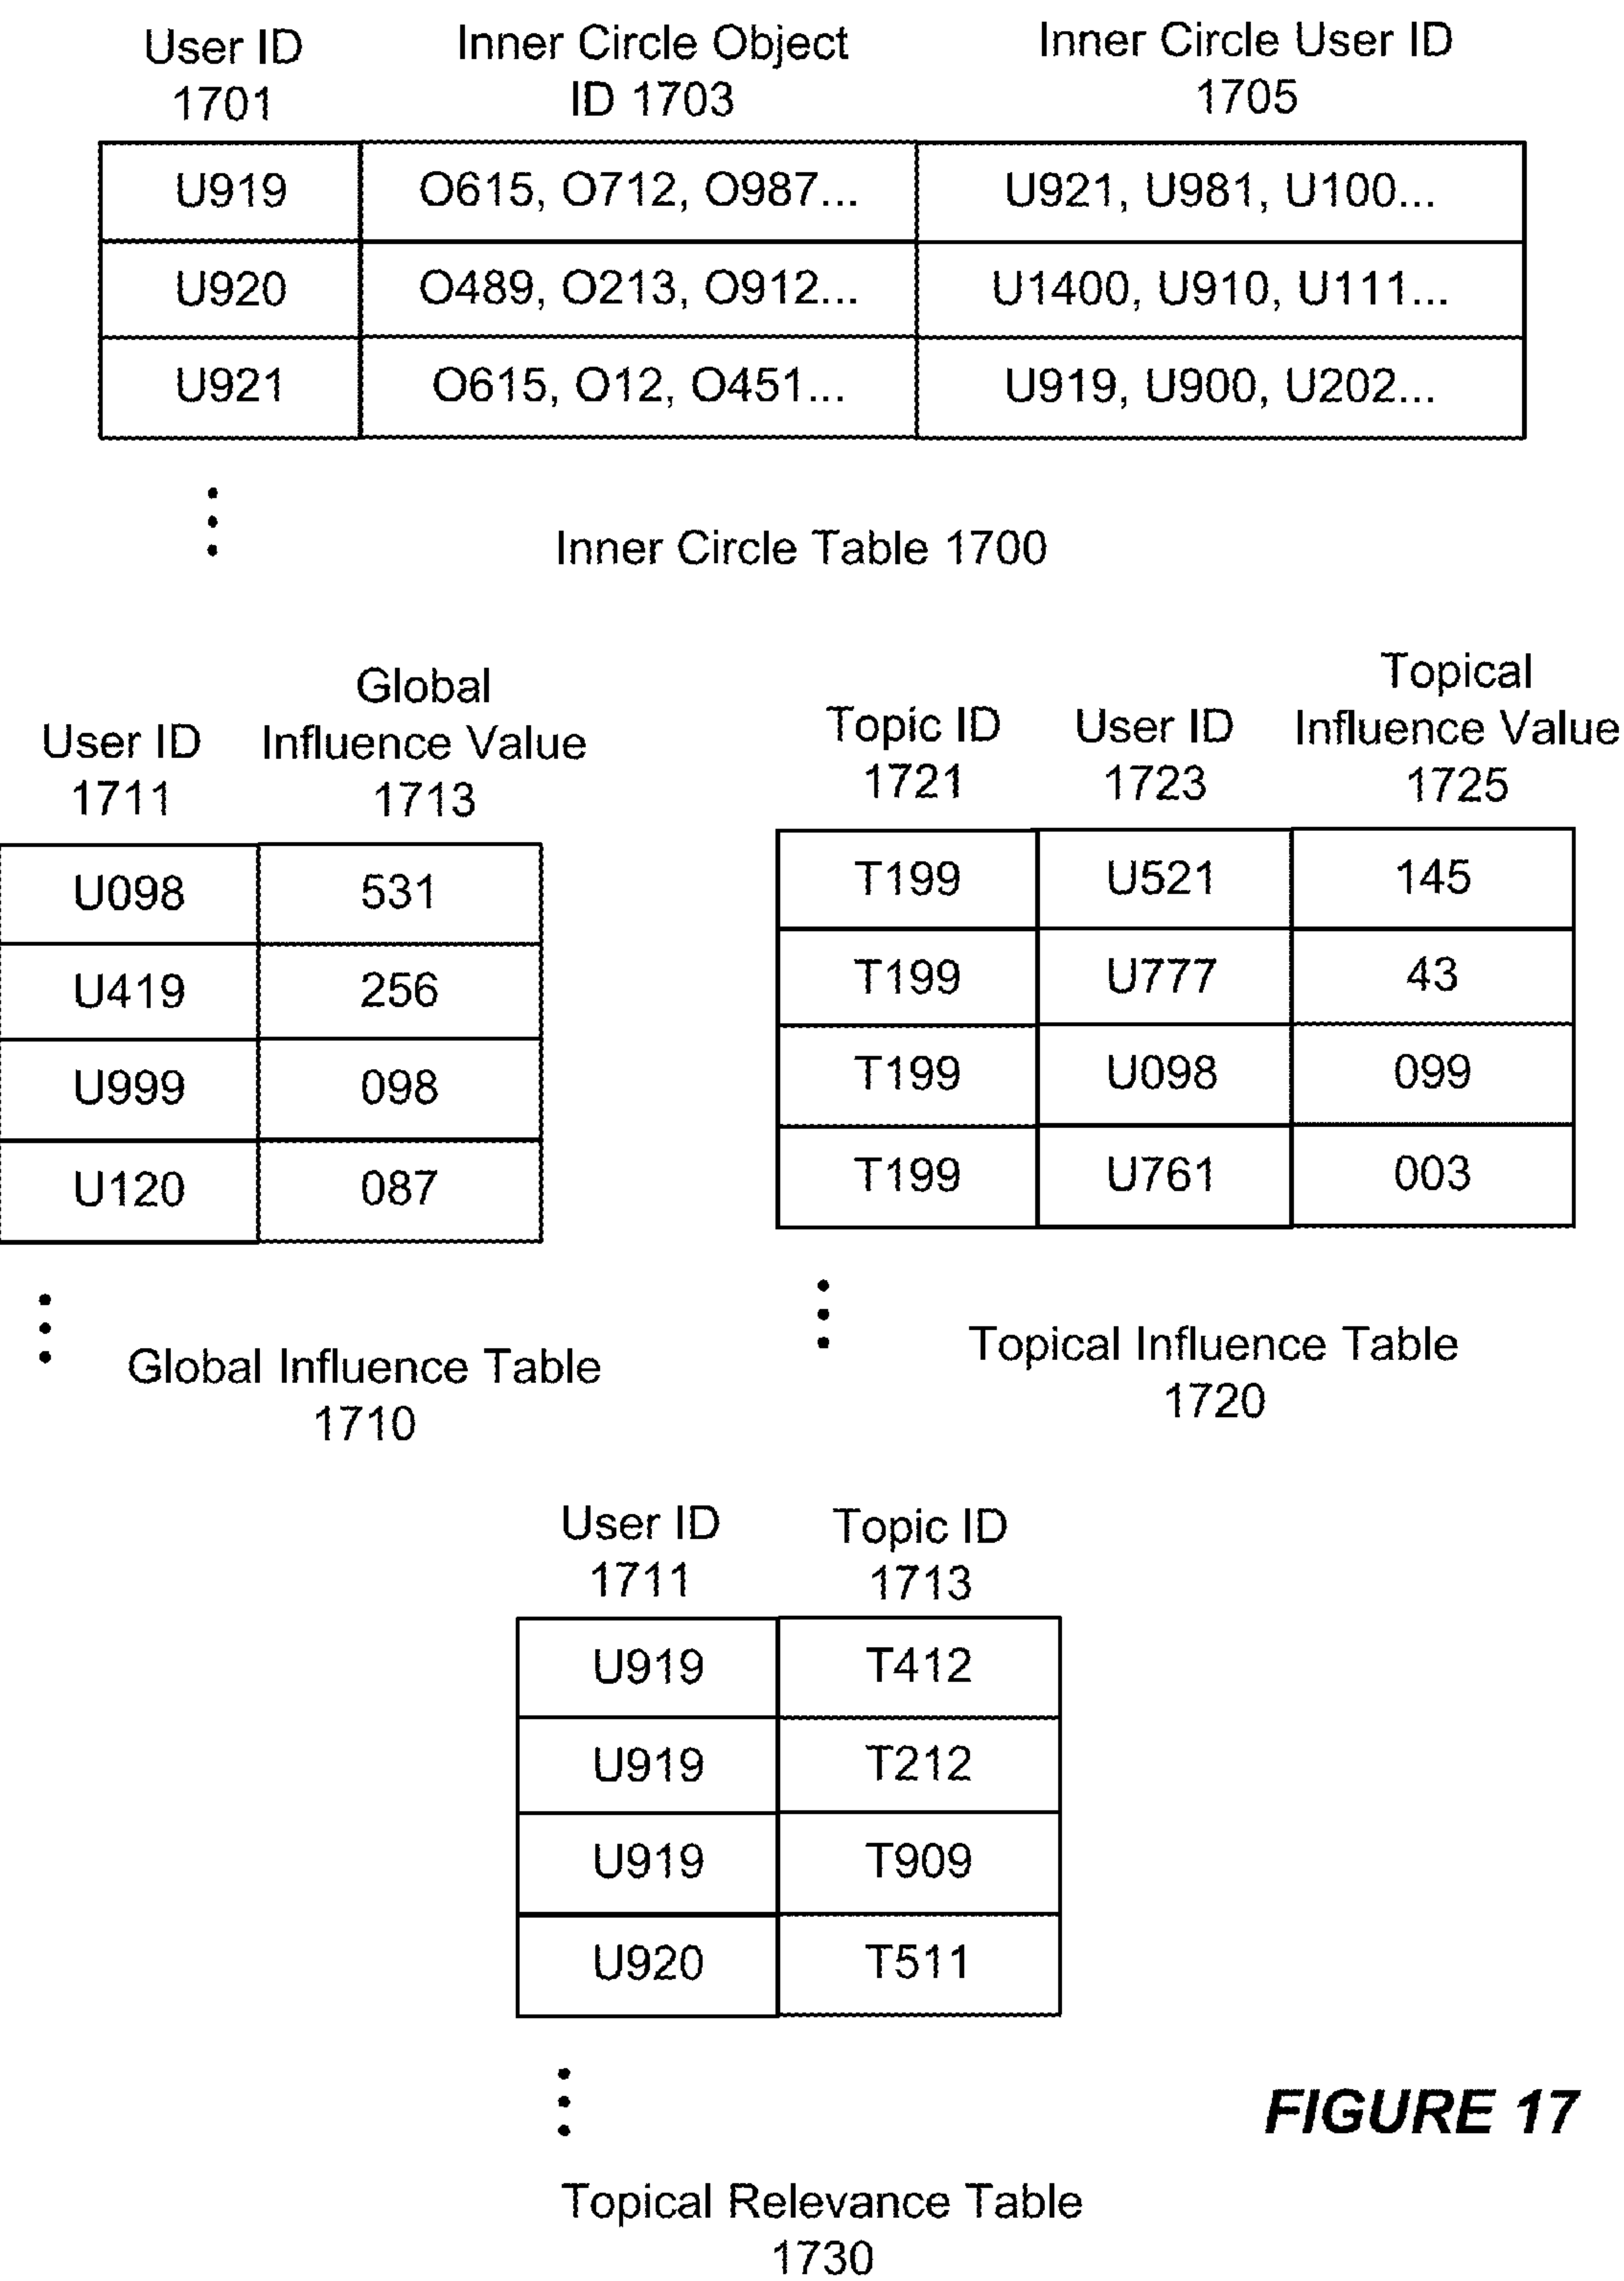 User ID Inner Circle Object Inner Circle User ID
1701 ID 1703 1705
U919 O615, O712, O987... U921, U981, U100...
U920 O489, O213, O912... U1400, U910, U111...
U921 O615, O12, O451... U919, U900, U202...
Inner Circle Table 1700
Global
User ID Influence Value
1711 1713
U098 531
U419 256
U999 098
U120 087
Global Influence Table
1710
Topical
Topic ID User ID Influence Value
1721 1723 1725
T199 U521 145
T199 U777 43
T199 U098 099
T199 U761 003
Topical Influence Table
1720
User ID Topic ID
1711 1713
U919 T412
U919 T212
U919 T909
U920 T511
FIGURE 17
Topical Relevance Table
1730